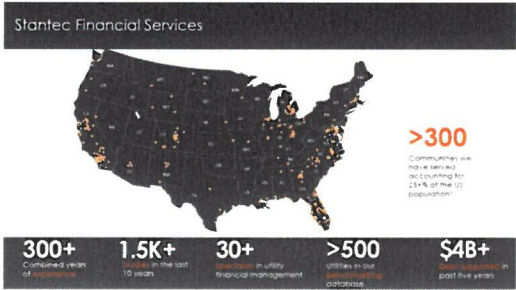 Stantec Financial Services
>300
Communities we
have served
accounting for
25+% of the US
population!
300+
Combined years
of experience
1.5K+
Studies in the last
10 years
30+
Specialists in utility
financial management
>500
Utilities in our
benchmarking
database
$4B+
Debt supported in
past five years